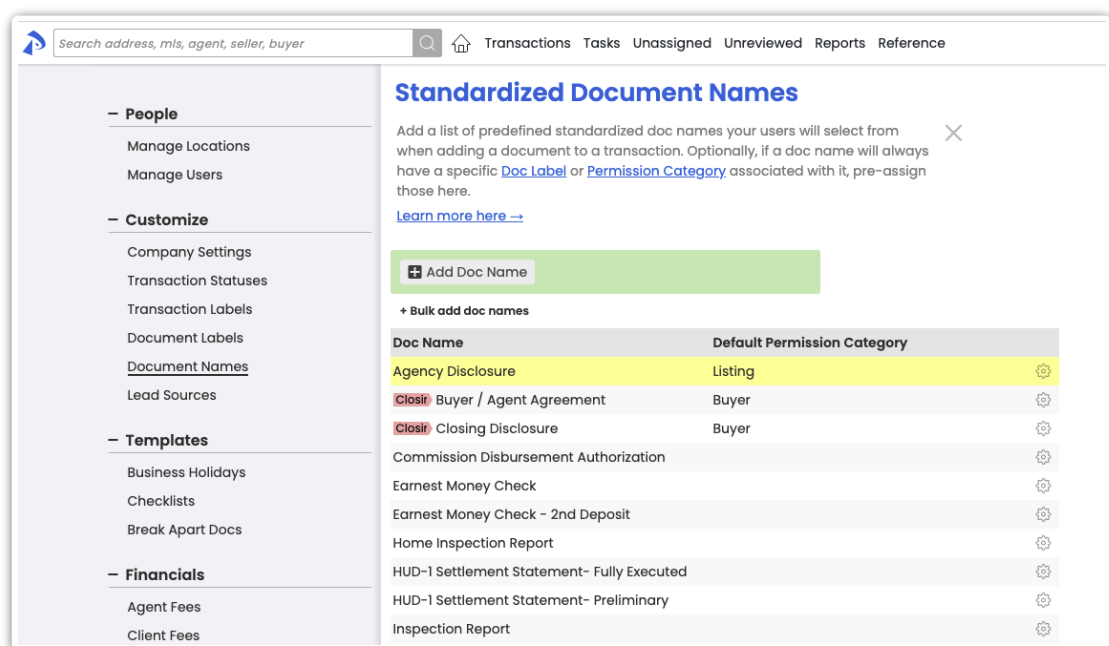 Search address, mls, agent, seller, buyer
Transactions Tasks Unassigned Unreviewed Reports Reference
People
Manage Locations
Manage Users
Customize
Company Settings
Transaction Statuses
Transaction Labels
Document Labels
Document Names
Lead Sources
Templates
Business Holidays
Checklists
Break Apart Docs
Financials
Agent Fees
Client Fees
Standardized Document Names
Add a list of predefined standardized doc names your users will select from
when adding a document to a transaction. Optionally, if a doc name will always
have a specific Doc Label or Permission Category associated with it, pre-assign
those here.
Learn more here →
Add Doc Name
+ Bulk add doc names
Doc Name Default Permission Category
Agency Disclosure Listing
Closir Buyer / Agent Agreement Buyer
Closir Closing Disclosure Buyer
Commission Disbursement Authorization
Earnest Money Check
Earnest Money Check - 2nd Deposit
Home Inspection Report
HUD-1 Settlement Statement- Fully Executed
HUD-1 Settlement Statement- Preliminary
Inspection Report